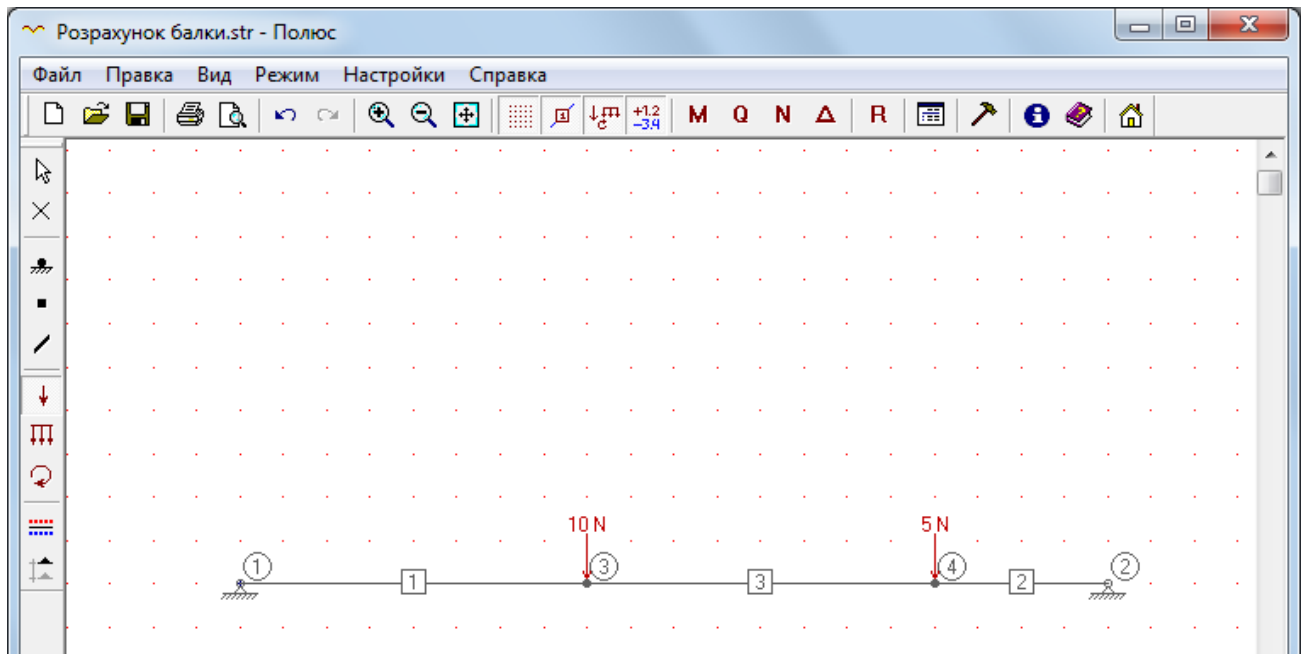 Розрахунок балки.str - Полюс
Файл Правка Вид Режим Настройки Справка
+1.2 M Q N Δ R
-3.4
10 N 5 N
1 3 4 2
1 3 2